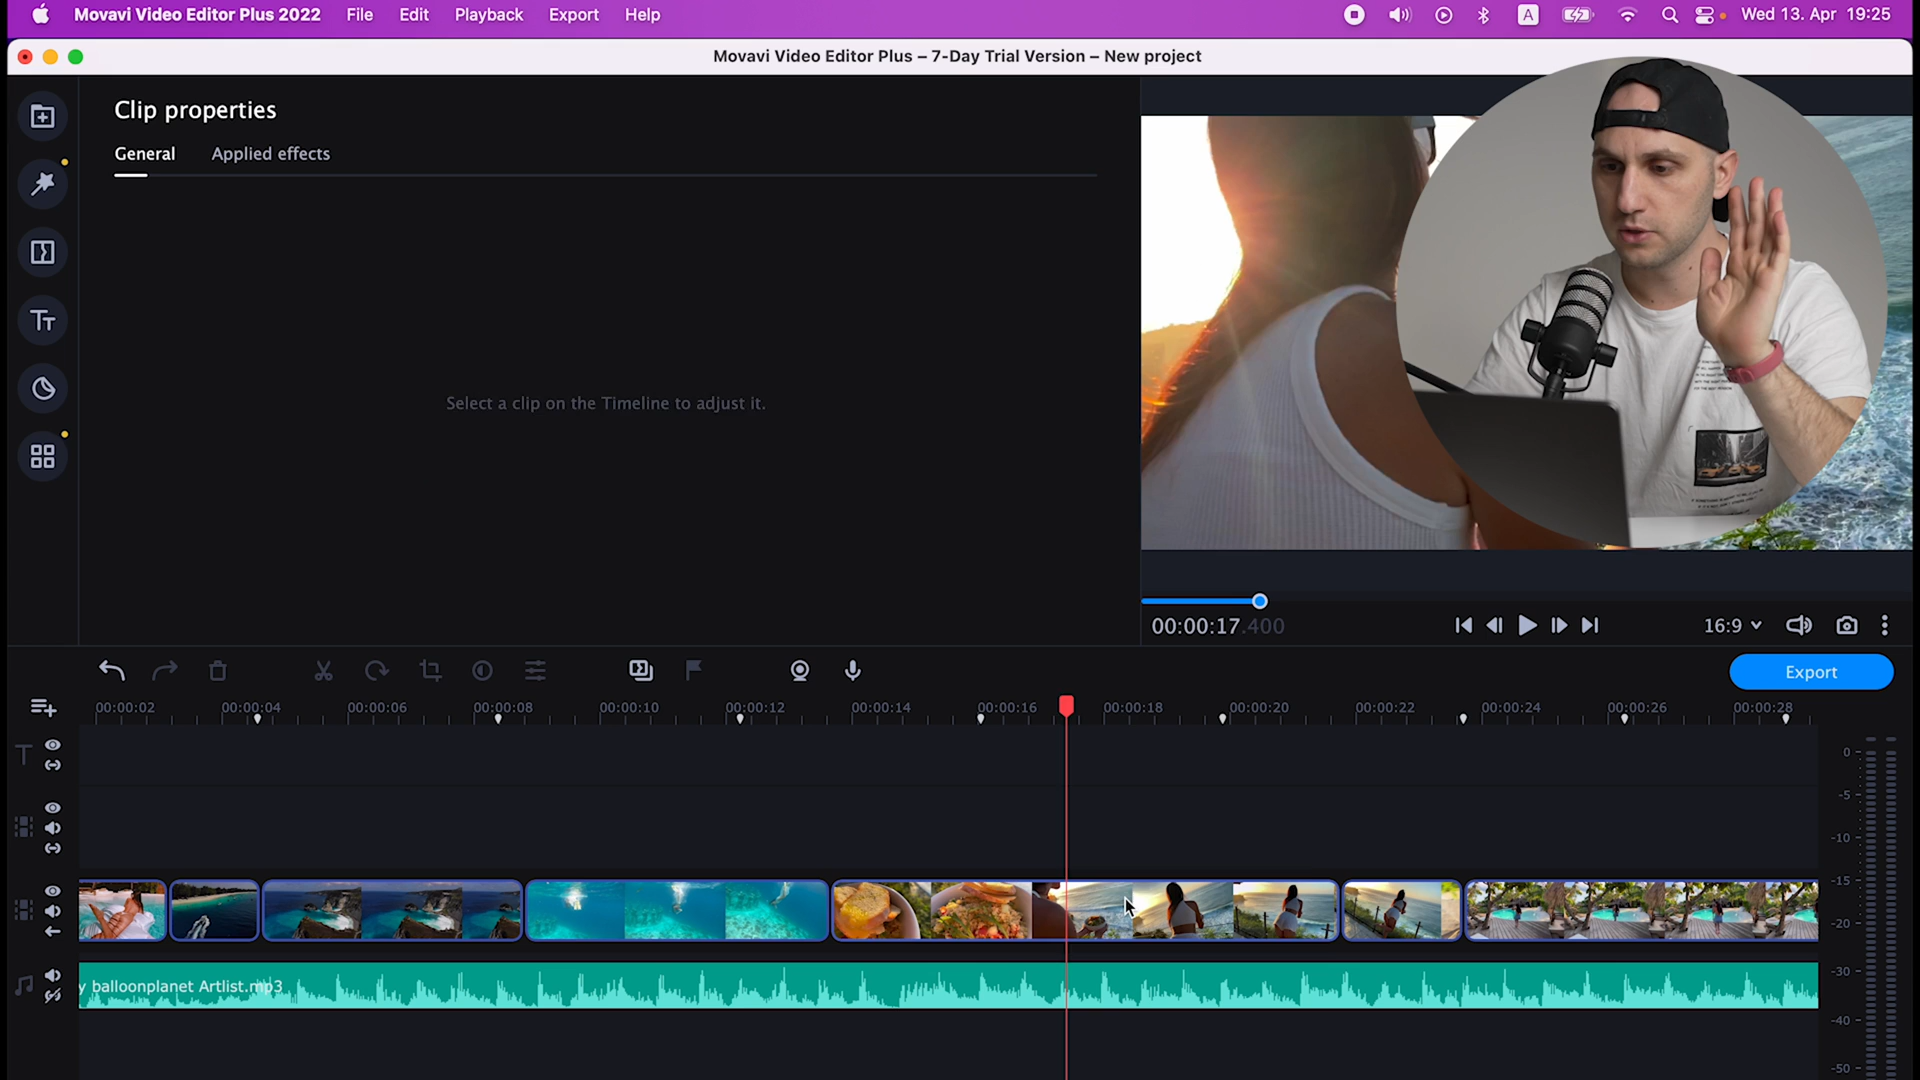 Movavi Video Editor Plus 2022 File Edit Playback Export Help A Wed 13. Apr 19:25
Movavi Video Editor Plus – 7-Day Trial Version – New project
Clip properties
General Applied effects
Select a clip on the Timeline to adjust it.
00:00:17.400 16:9
Export
00:00:02 00:00:04 00:00:06 00:00:08 00:00:10 00:00:12 00:00:14 00:00:16 00:00:18 00:00:20 00:00:22 00:00:24 00:00:26 00:00:28
0
-5
-10
-15
-20
-30
-40
-50
y balloonplanet Artlist.mp3